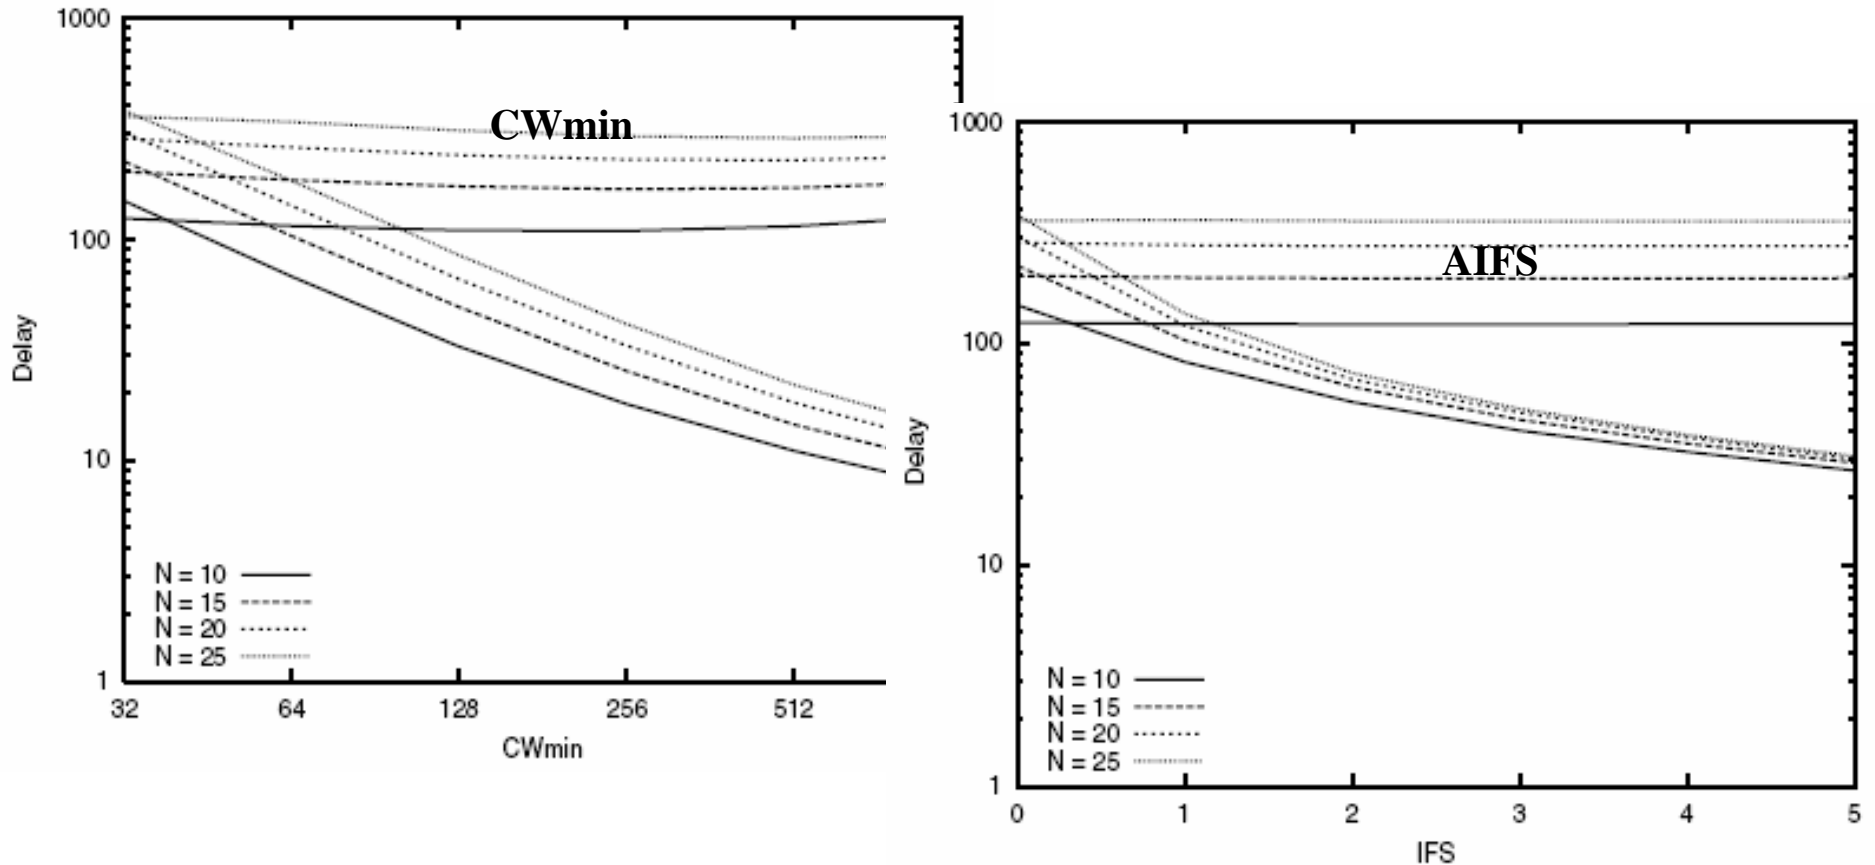 1000
100
10
1
Delay
CWmin
N = 10
N = 15
N = 20
N = 25
32 64 128 256 512
CWmin
1000
100
10
1
Delay
AIFS
N = 10
N = 15
N = 20
N = 25
0 1 2 3 4 5
IFS